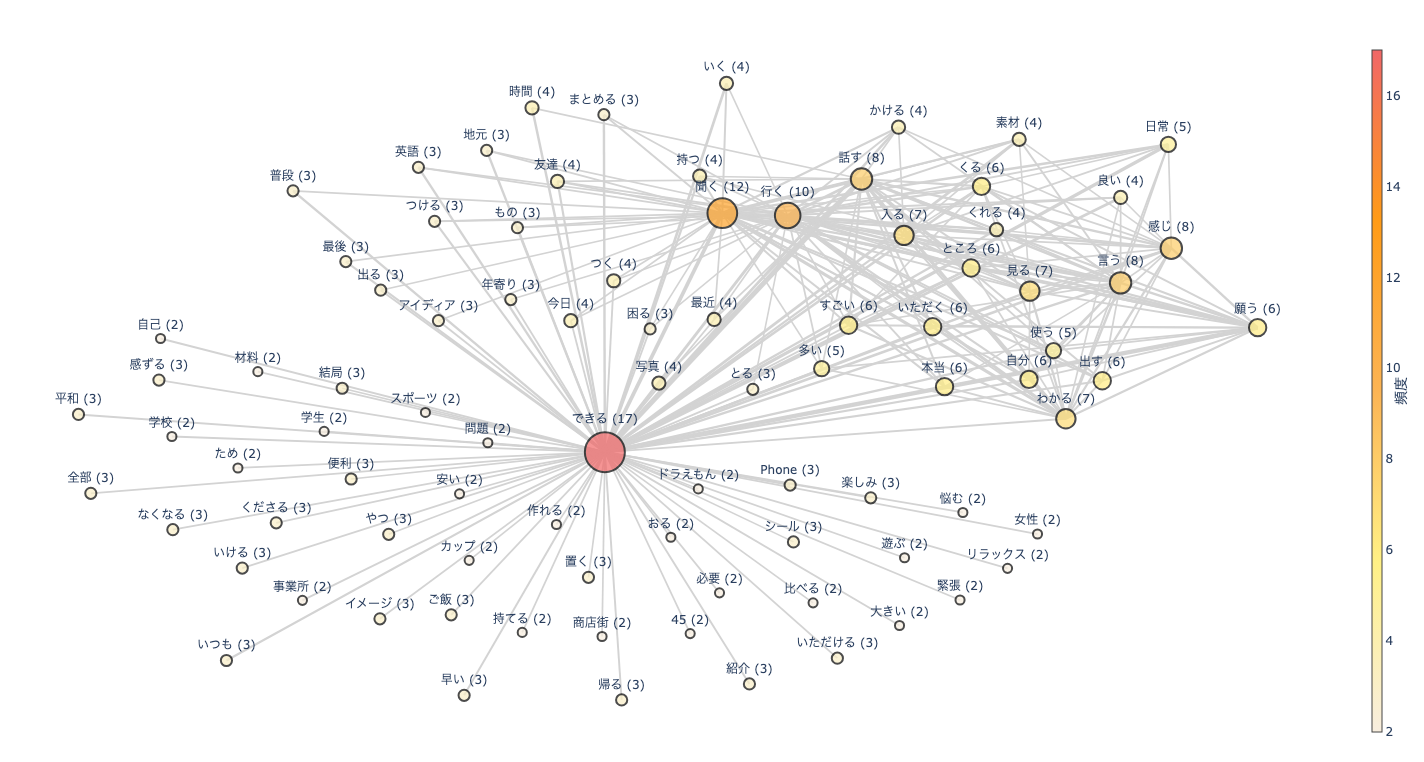 いく (4)
時間 (4)
まとめる (3)
かける (4)
素材 (4)
日常 (5)
地元 (3)
英語 (3)
友達 (4)
持つ (4)
話す (8)
くる (6)
普段 (3)
聞く (12)
行く (10)
良い (4)
つける (3)
もの (3)
入る (7)
くれる (4)
感じ (8)
最後 (3)
ところ (6)
言う (8)
出る (3)
年寄り (3)
つく (4)
見る (7)
アイディア (3)
今日 (4)
困る (3)
最近 (4)
すごい (6)
いただく (6)
願う (6)
自己 (2)
使う (5)
感ずる (3)
材料 (2)
結局 (3)
写真 (4)
とる (3)
多い (5)
本当 (6)
自分 (6)
出す (6)
平和 (3)
スポーツ (2)
わかる (7)
学校 (2)
学生 (2)
問題 (2)
できる (17)
ため (2)
便利 (3)
全部 (3)
安い (2)
ドラえもん (2)
Phone (3)
楽しみ (3)
悩む (2)
なくなる (3)
くださる (3)
やつ (3)
作れる (2)
おる (2)
シール (3)
女性 (2)
いける (3)
カップ (2)
置く (3)
遊ぶ (2)
リラックス (2)
事業所 (2)
イメージ (3)
ご飯 (3)
必要 (2)
比べる (2)
緊張 (2)
持てる (2)
商店街 (2)
45 (2)
大きい (2)
いつも (3)
いただける (3)
早い (3)
帰る (3)
紹介 (3)
16
14
12
10
8
6
4
2
頻度